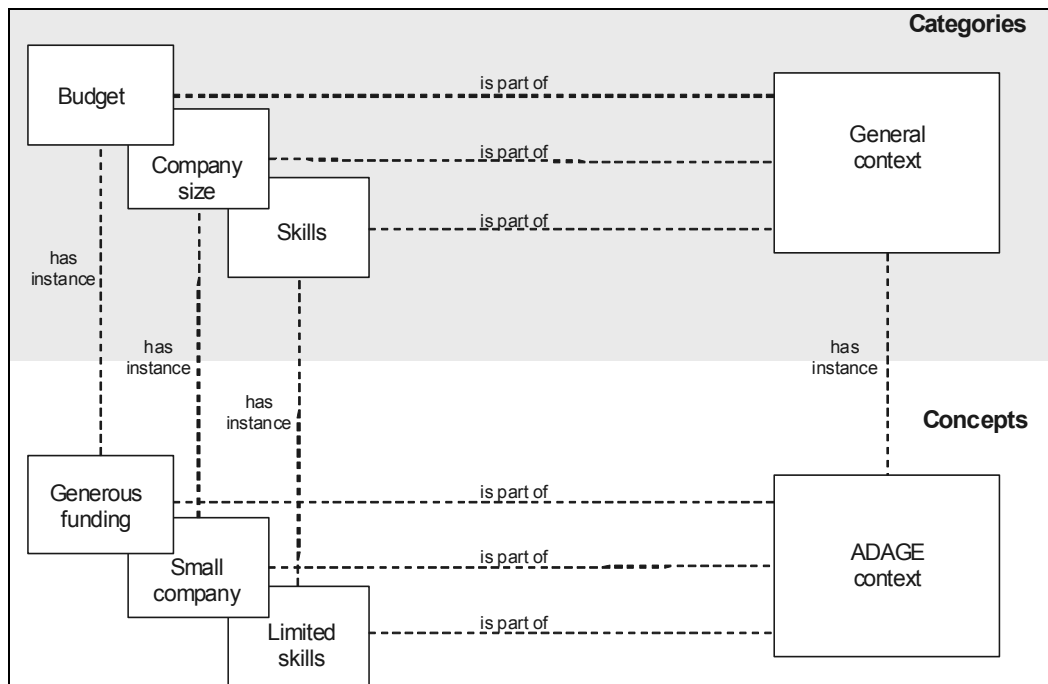 Categories
Budget
is part of
General
context
Company
size
is part of
Skills
is part of
has
instance
has
instance
has
instance
has
instance
Concepts
Generous
funding
is part of
ADAGE
context
Small
company
is part of
Limited
skills
is part of